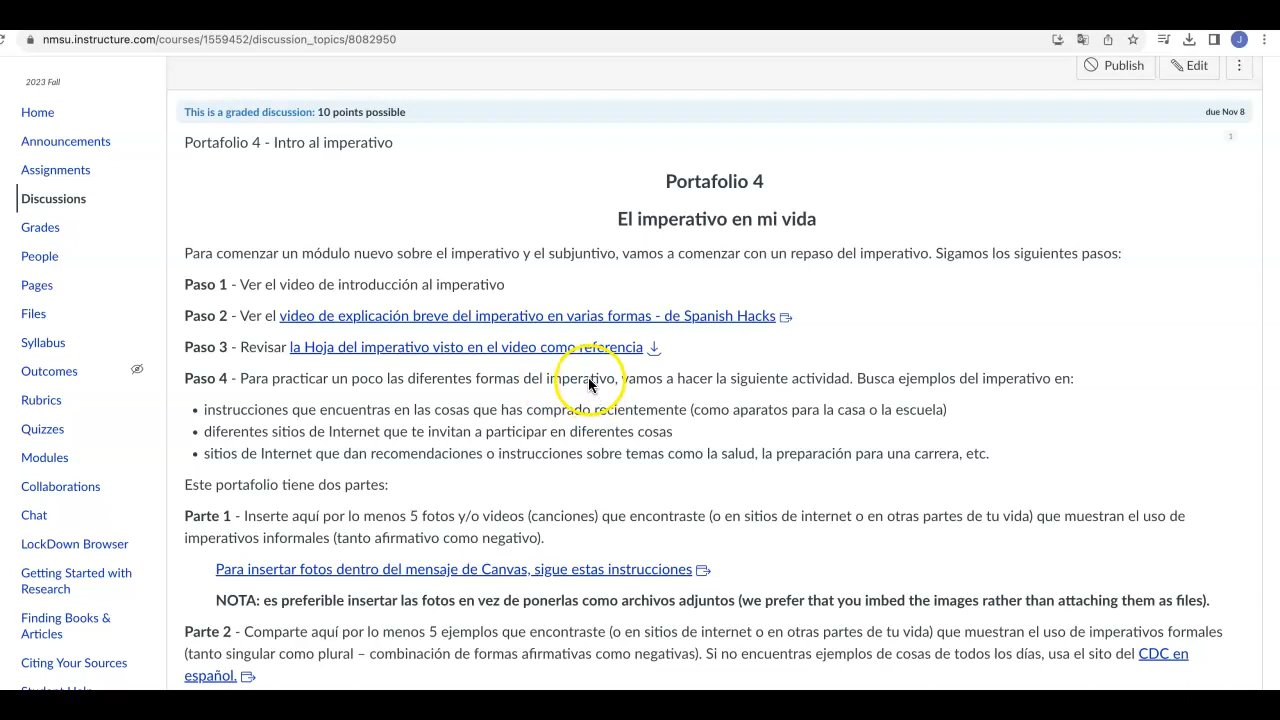 nmsu.instructure.com/courses/1559452/discussion_topics/8082950
J
2023 Fall
Home
Announcements
Assignments
Discussions
Grades
People
Pages
Files
Syllabus
Outcomes
Rubrics
Quizzes
Modules
Collaborations
Chat
LockDown Browser
Getting Started with
Research
Finding Books &
Articles
Citing Your Sources
Student Help
Publish
Edit
This is a graded discussion: 10 points possible
due Nov 8
Portafolio 4 - Intro al imperativo
1
Portafolio 4
El imperativo en mi vida
Para comenzar un módulo nuevo sobre el imperativo y el subjuntivo, vamos a comenzar con un repaso del imperativo. Sigamos los siguientes pasos:
Paso 1 - Ver el video de introducción al imperativo
Paso 2 - Ver el video de explicación breve del imperativo en varias formas - de Spanish Hacks
Paso 3 - Revisar la Hoja del imperativo visto en el video como referencia
Paso 4 - Para practicar un poco las diferentes formas del imperativo, vamos a hacer la siguiente actividad. Busca ejemplos del imperativo en:
• instrucciones que encuentras en las cosas que has comprado recientemente (como aparatos para la casa o la escuela)
• diferentes sitios de Internet que te invitan a participar en diferentes cosas
• sitios de Internet que dan recomendaciones o instrucciones sobre temas como la salud, la preparación para una carrera, etc.
Este portafolio tiene dos partes:
Parte 1 - Inserte aquí por lo menos 5 fotos y/o videos (canciones) que encontraste (o en sitios de internet o en otras partes de tu vida) que muestran el uso de
imperativos informales (tanto afirmativo como negativo).
Para insertar fotos dentro del mensaje de Canvas, sigue estas instrucciones
NOTA: es preferible insertar las fotos en vez de ponerlas como archivos adjuntos (we prefer that you imbed the images rather than attaching them as files).
Parte 2 - Comparte aquí por lo menos 5 ejemplos que encontraste (o en sitios de internet o en otras partes de tu vida) que muestran el uso de imperativos formales
(tanto singular como plural – combinación de formas afirmativas como negativas). Si no encuentras ejemplos de cosas de todos los días, usa el sito del CDC en
español.